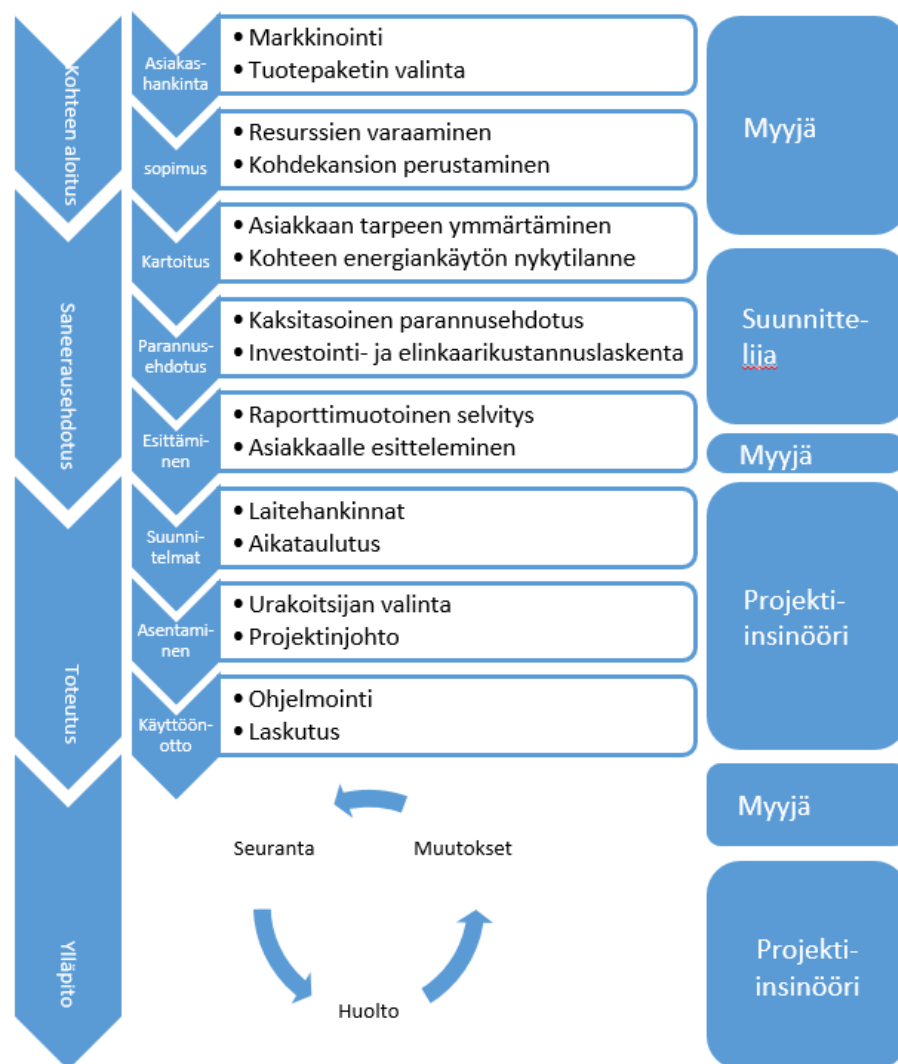 Kohteen aloitus
Asiakas-
hankinta
• Markkinointi
• Tuotepaketin valinta
Myyjä
sopimus
• Resurssien varaaminen
• Kohdekansion perustaminen
Saneerausehdotus
Kartoitus
• Asiakkaan tarpeen ymmärtäminen
• Kohteen energiankäytön nykytilanne
Suunnitte-
lija
Parannus-
ehdotus
• Kaksitasoinen parannusehdotus
• Investointi- ja elinkaarikustannuslaskenta
Esittämi-
nen
• Raporttimuotoinen selvitys
• Asiakkaalle esitteleminen
Myyjä
Toteutus
Suunni-
telmat
• Laitehankinnat
• Aikataulutus
Projekti-
insinööri
Asentami-
nen
• Urakoitsijan valinta
• Projektinjohto
Käyttöön-
otto
• Ohjelmointi
• Laskutus
Ylläpito
Seuranta
Muutokset
Huolto
Myyjä
Projekti-
insinööri